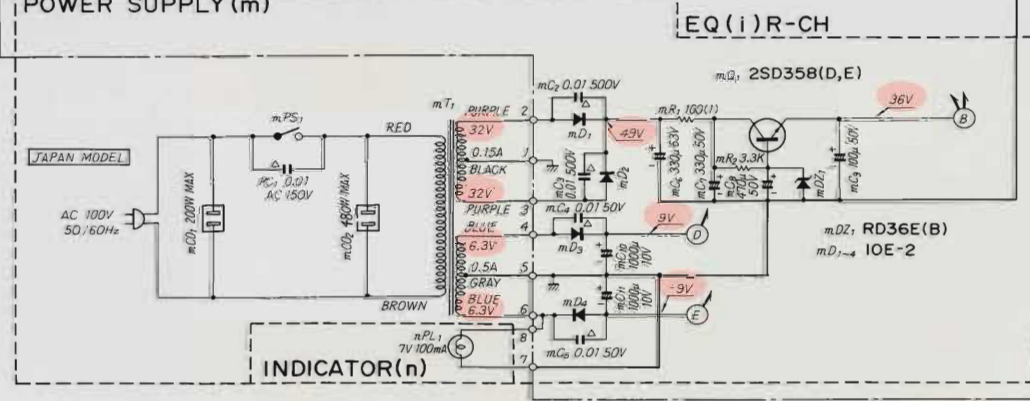 POWER SUPPLY (m)
EQ(i)R-CH
mQ1 2SD358(D,E)
mC2 0.01 500V
mT1
PURPLE 2
mR1 100(1)
36V
B
mPS1
RED
32V
mD1
49V
JAPAN MODEL
0.15A 1
BLACK
mC3
0.01 500V
mD2
mC6 330μ 63V
mC7 330μ 50V
mR2 3.3K
470μ
50V
mDZ1
mC9 100μ 50V
0.01
AC 150V
32V
PURPLE 3
mC4 0.01 50V
AC 100V
50/60Hz
mCO1 200W MAX
mCO2 480W MAX
BLUE 4
6.3V
mD3
9V
D
mDZ1 RD36E(B)
mD1~4 10E-2
mC10
1000μ
10V
0.5A 5
GRAY
mC11
1000μ
10V
-9V
BROWN
BLUE
6.3V 6
mD4
E
8
nPL1
7V 100mA
7
mC5 0.01 50V
INDICATOR(n)